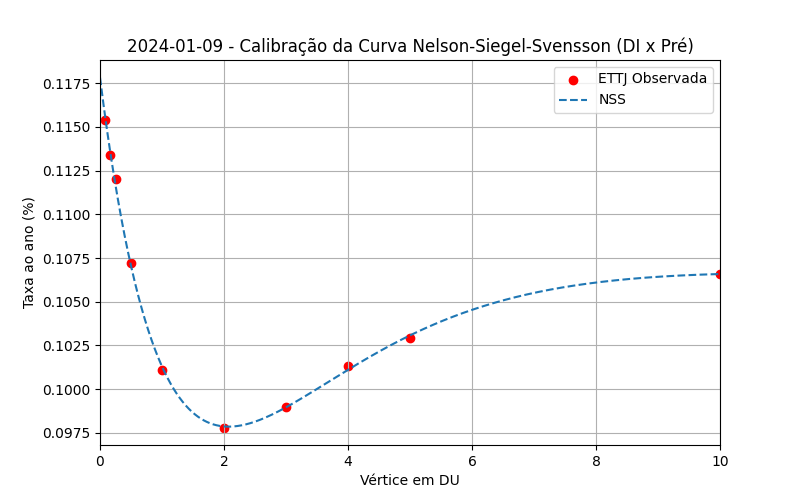 2024-01-09 - Calibração da Curva Nelson-Siegel-Svensson (DI x Pré)
ETTJ Observada
NSS
Taxa ao ano (%)
0.1175
0.1150
0.1125
0.1100
0.1075
0.1050
0.1025
0.1000
0.0975
0 2 4 6 8 10
Vértice em DU